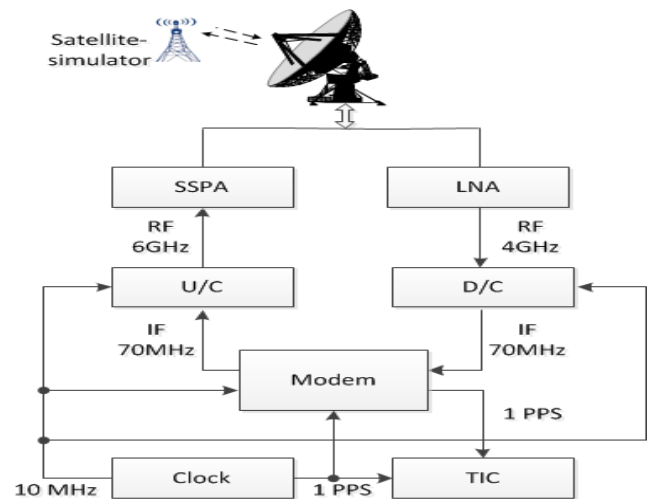 Satellite-
simulator
SSPA
LNA
RF
6GHz
RF
4GHz
U/C
D/C
IF
70MHz
IF
70MHz
Modem
1 PPS
10 MHz
Clock
1 PPS
TIC